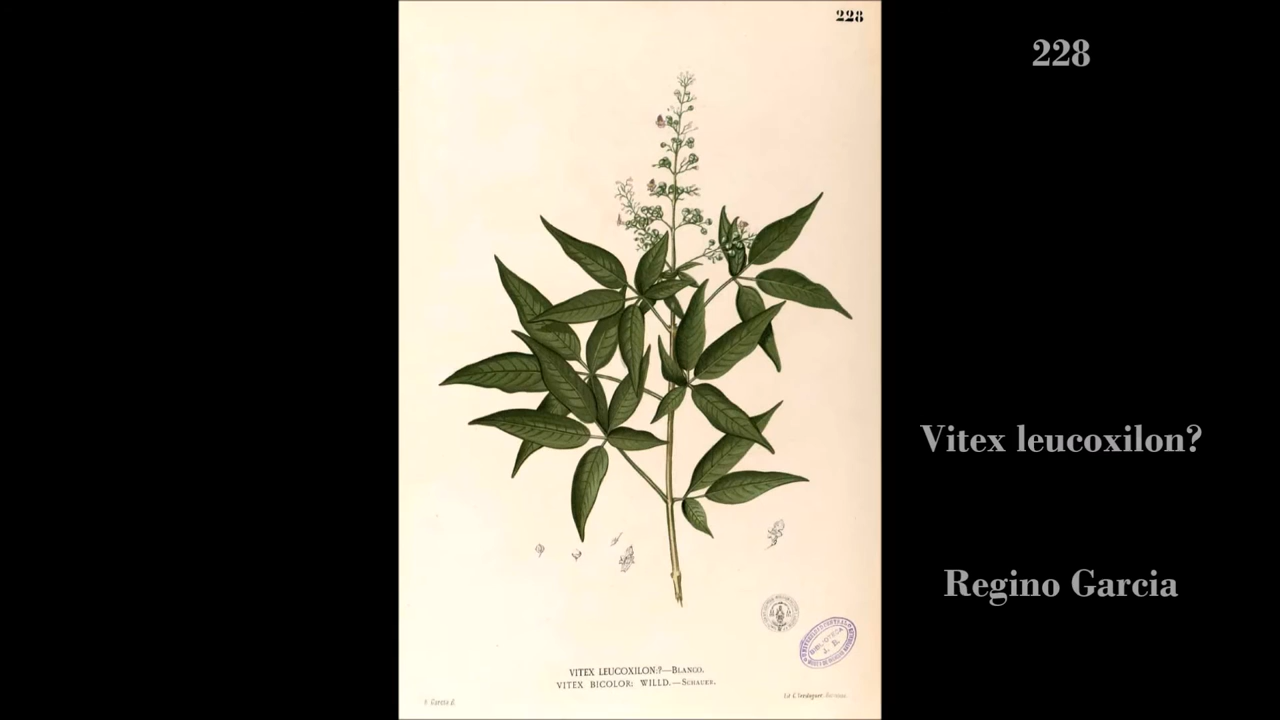 228
228
Vitex leucoxilon?
Regino Garcia
VITEX LEUCOXILON:?—BLANCO.
VITEX BICOLOR: WILLD.—SCHAUER.